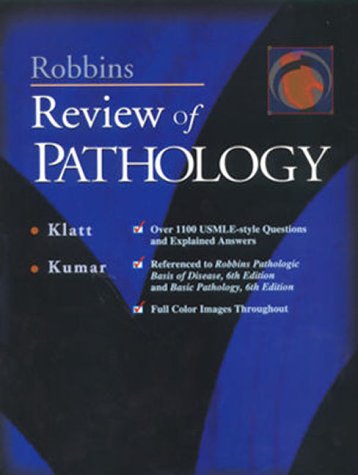 Robbins
Review of
PATHOLOGY
Klatt
Kumar
Over 1100 USMLE-style Questions
and Explained Answers
Referenced to Robbins Pathologic
Basis of Disease, 6th Edition
and Basic Pathology, 6th Edition
Full Color Images Throughout